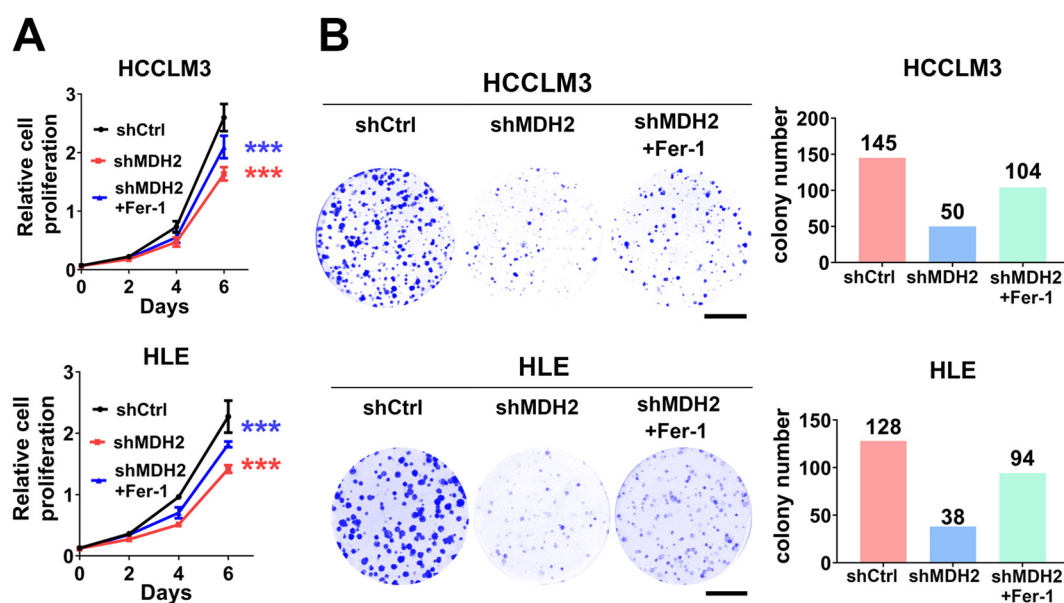 A
HCCLM3
Relative cell
proliferation
3
2
1
0
shCtrl
shMDH2
shMDH2
+Fer-1
***
***
0 2 4 6
Days
HLE
Relative cell
proliferation
3
2
1
0
shCtrl
shMDH2
shMDH2
+Fer-1
***
***
0 2 4 6
Days
B
HCCLM3
shCtrl shMDH2 shMDH2
+Fer-1
HCCLM3
colony number
200
150
100
50
0
145
50
104
shCtrl shMDH2 shMDH2
+Fer-1
HLE
shCtrl shMDH2 shMDH2
+Fer-1
HLE
colony number
150
100
50
0
128
38
94
shCtrl shMDH2 shMDH2
+Fer-1